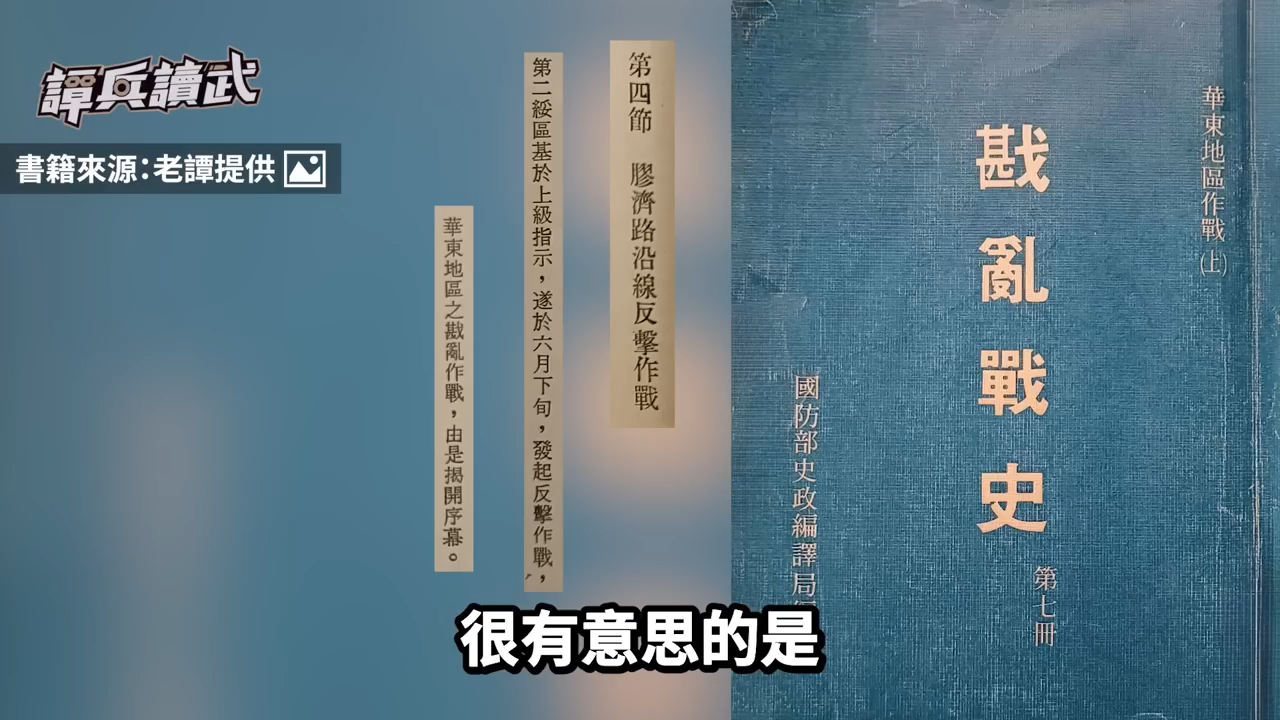 譚兵讀武
書籍來源：老譚提供
華東地區作戰(上)
戡亂戰史
第七冊
國防部史政編譯局
第四節 膠濟路沿線反擊作戰
第二綏區基於上級指示，遂於六月下旬，發起反擊作戰，
華東地區之戡亂作戰，由是揭開序幕。
很有意思的是